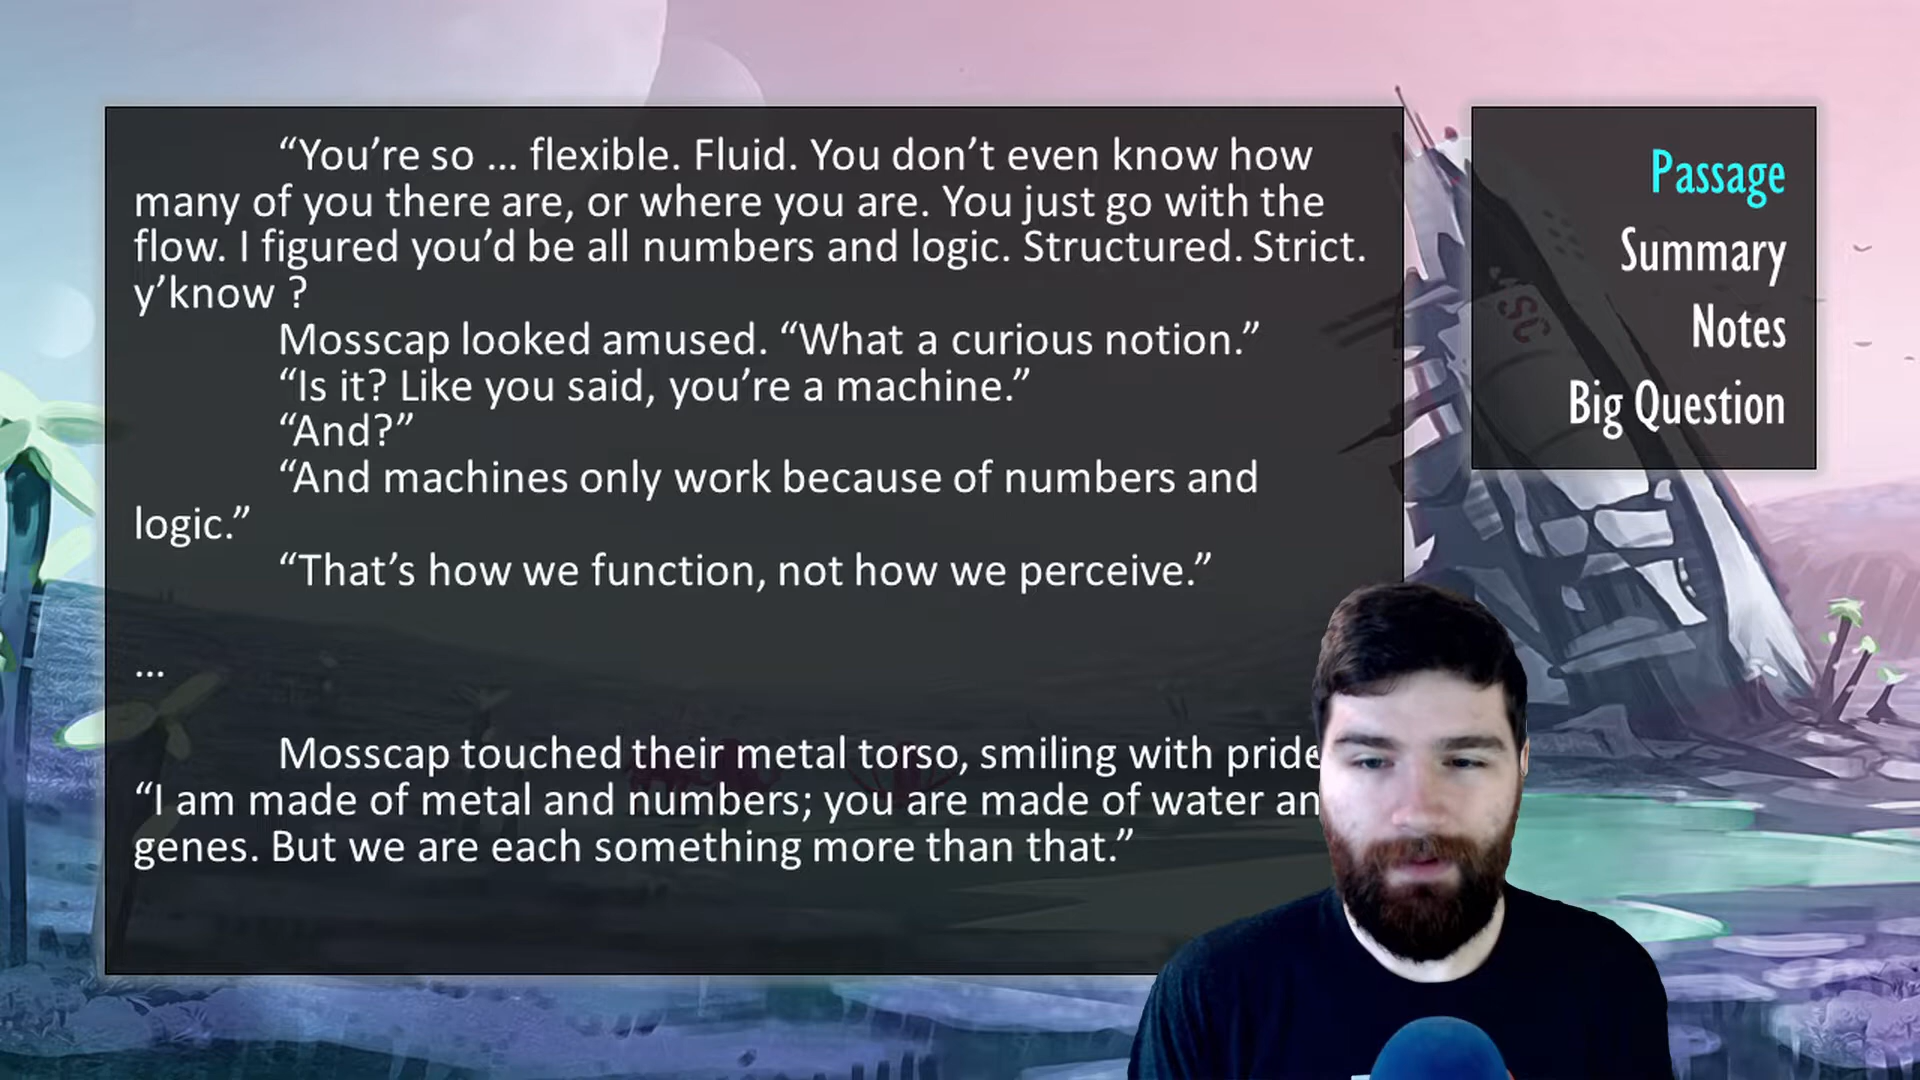 “You’re so ... flexible. Fluid. You don’t even know how
many of you there are, or where you are. You just go with the
flow. I figured you’d be all numbers and logic. Structured. Strict.
y’know ?
Mosscap looked amused. “What a curious notion.”
“Is it? Like you said, you’re a machine.”
“And?”
“And machines only work because of numbers and
logic.”
“That’s how we function, not how we perceive.”
...
Mosscap touched their metal torso, smiling with pride
“I am made of metal and numbers; you are made of water an
genes. But we are each something more than that.”
Passage
Summary
Notes
Big Question
SC